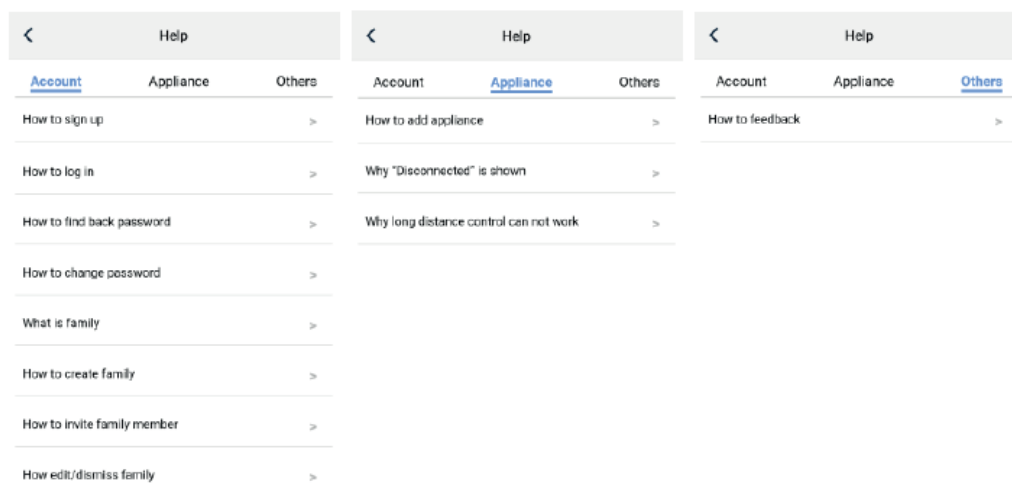 Help
Account Appliance Others
How to sign up >
How to log in >
How to find back password >
How to change password >
What is family >
How to create family >
How to invite family member >
How edit/dismiss family >
Help
Account Appliance Others
How to add appliance >
Why "Disconnected" is shown >
Why long distance control can not work >
Help
Account Appliance Others
How to feedback >